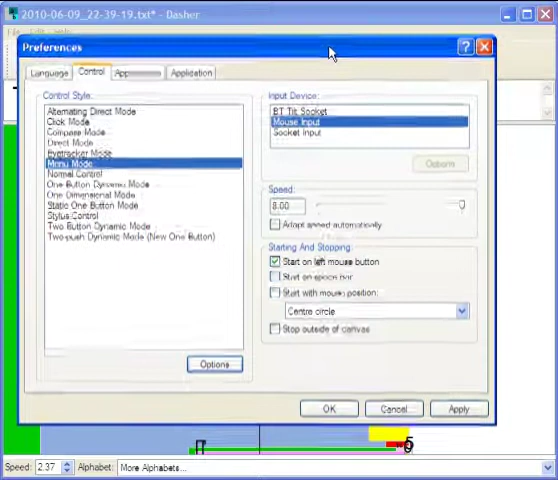 2010-06-09_22-39-19.txt* - Dasher
Preferences
Language Control Application
Control Style:
Alternating Direct Mode
Click Mode
Compass Mode
Direct Mode
Eyetracker Mode
Menu Mode
Normal Control
One Button Dynamic Mode
One Dimensional Mode
Static One Button Mode
Stylus Control
Two Button Dynamic Mode
Two-push Dynamic Mode (New One Button)
Options
Input Device:
BT Tilt Socket
Mouse Input
Socket Input
Options
Speed:
8.00
Adapt speed automatically
Starting And Stopping:
Start on left mouse button
Start on space bar
Start with mouse position:
Centre circle
Stop outside of canvas
OK Cancel Apply
Speed: 2.37 Alphabet: More Alphabets...